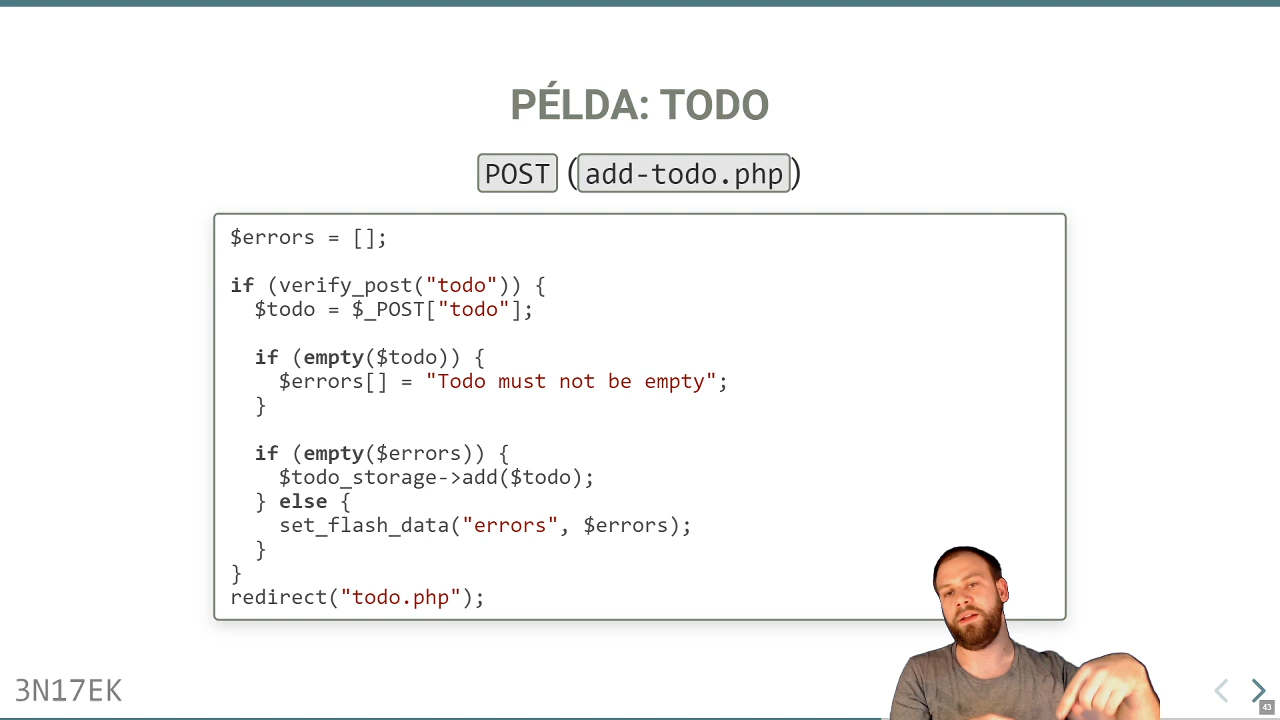 PÉLDA: TODO
POST (add-todo.php)
$errors = [];
if (verify_post("todo")) {
$todo = $_POST["todo"];
if (empty($todo)) {
$errors[] = "Todo must not be empty";
}
if (empty($errors)) {
$todo_storage->add($todo);
} else {
set_flash_data("errors", $errors);
}
}
redirect("todo.php");
3N17EK
43